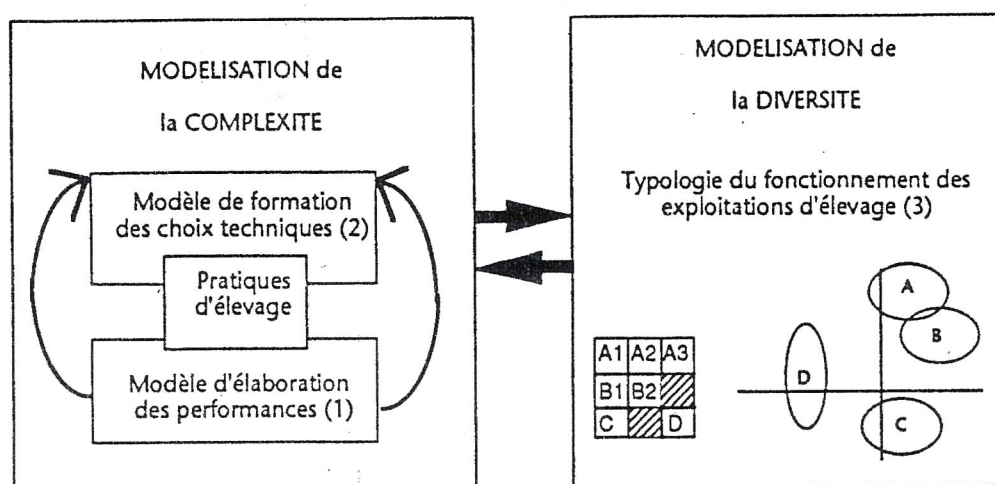 MODELISATION de
la COMPLEXITE
Modèle de formation
des choix techniques (2)
Pratiques
d'élevage
Modèle d'élaboration
des performances (1)
MODELISATION de
la DIVERSITE
Typologie du fonctionnement des
exploitations d'élevage (3)
A1 A2 A3
B1 B2
C D
A
B
D
C